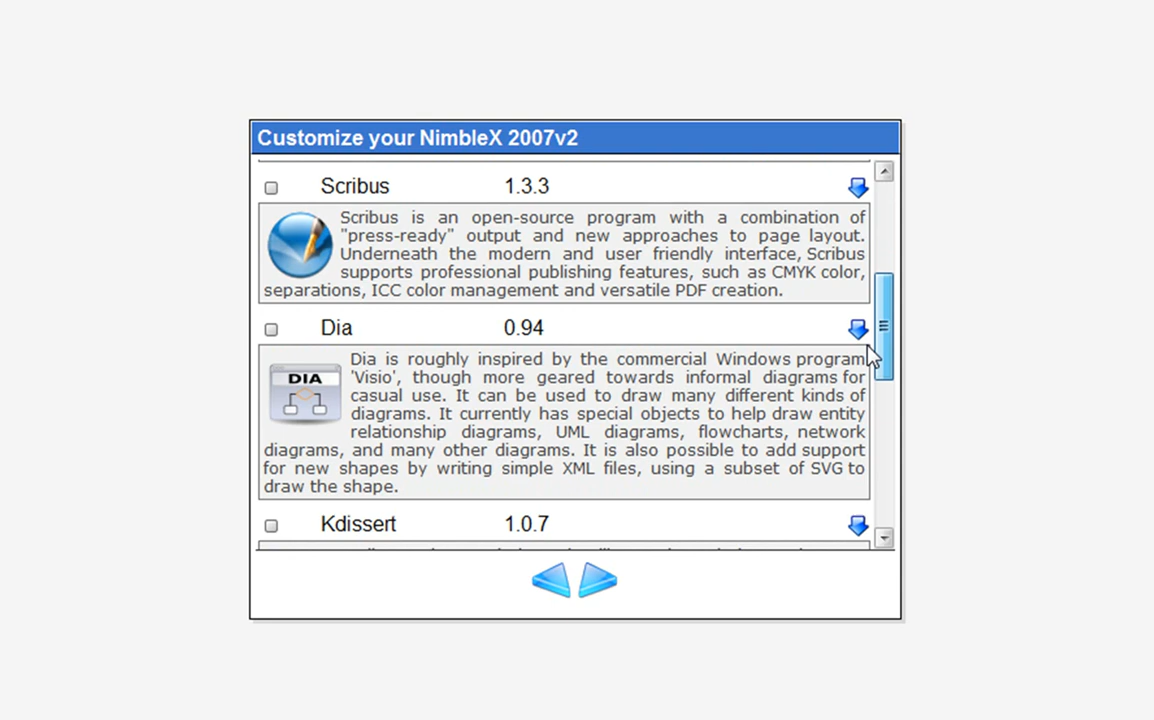 Customize your NimbleX 2007v2
Scribus 1.3.3
Scribus is an open-source program with a combination of
"press-ready" output and new approaches to page layout.
Underneath the modern and user friendly interface, Scribus
supports professional publishing features, such as CMYK color,
separations, ICC color management and versatile PDF creation.
Dia 0.94
DIA
Dia is roughly inspired by the commercial Windows program
'Visio', though more geared towards informal diagrams for
casual use. It can be used to draw many different kinds of
diagrams. It currently has special objects to help draw entity
relationship diagrams, UML diagrams, flowcharts, network
diagrams, and many other diagrams. It is also possible to add support
for new shapes by writing simple XML files, using a subset of SVG to
draw the shape.
Kdissert 1.0.7